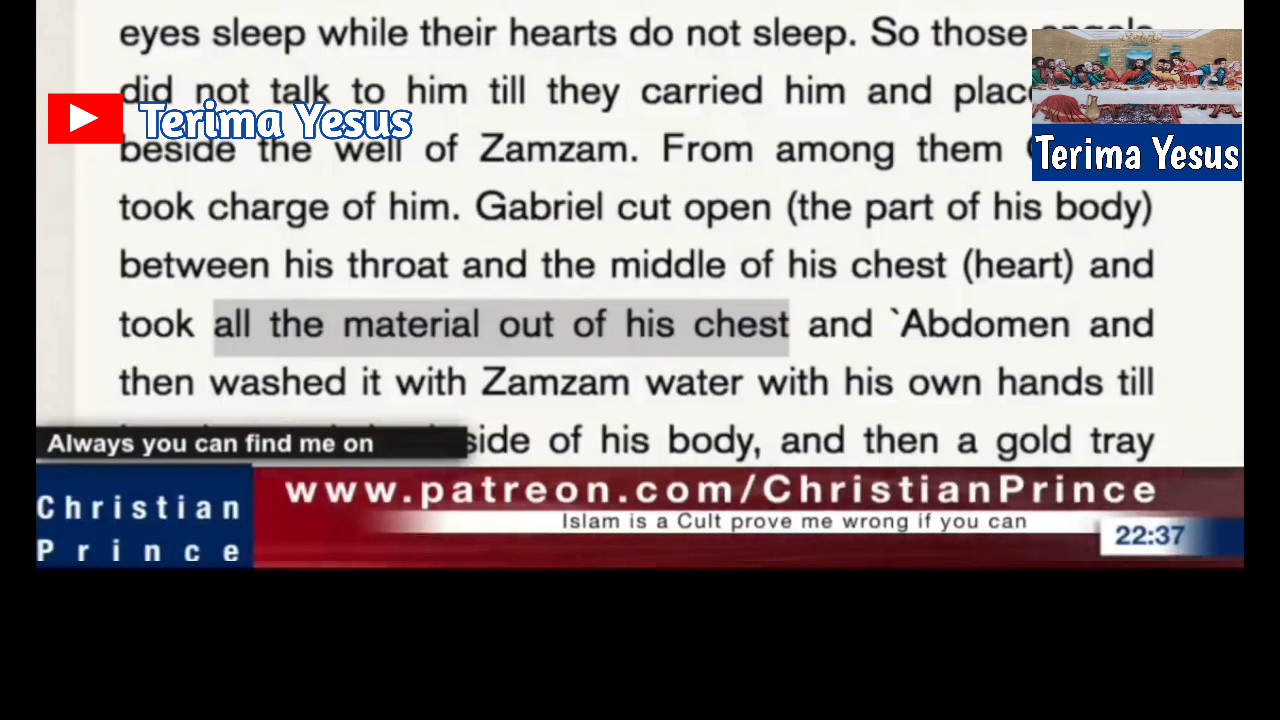 eyes sleep while their hearts do not sleep. So those angels
did not talk to him till they carried him and
Terima Yesus
Terima Yesus
beside the well of Zamzam. From among them
took charge of him. Gabriel cut open (the part of his body)
between his throat and the middle of his chest (heart) and
took all the material out of his chest and `Abdomen and
then washed it with Zamzam water with his own hands till
side of his body, and then a gold tray
Always you can find me on
www.patreon.com/ChristianPrince
Islam is a Cult prove me wrong if you can
Christian
Prince
22:37